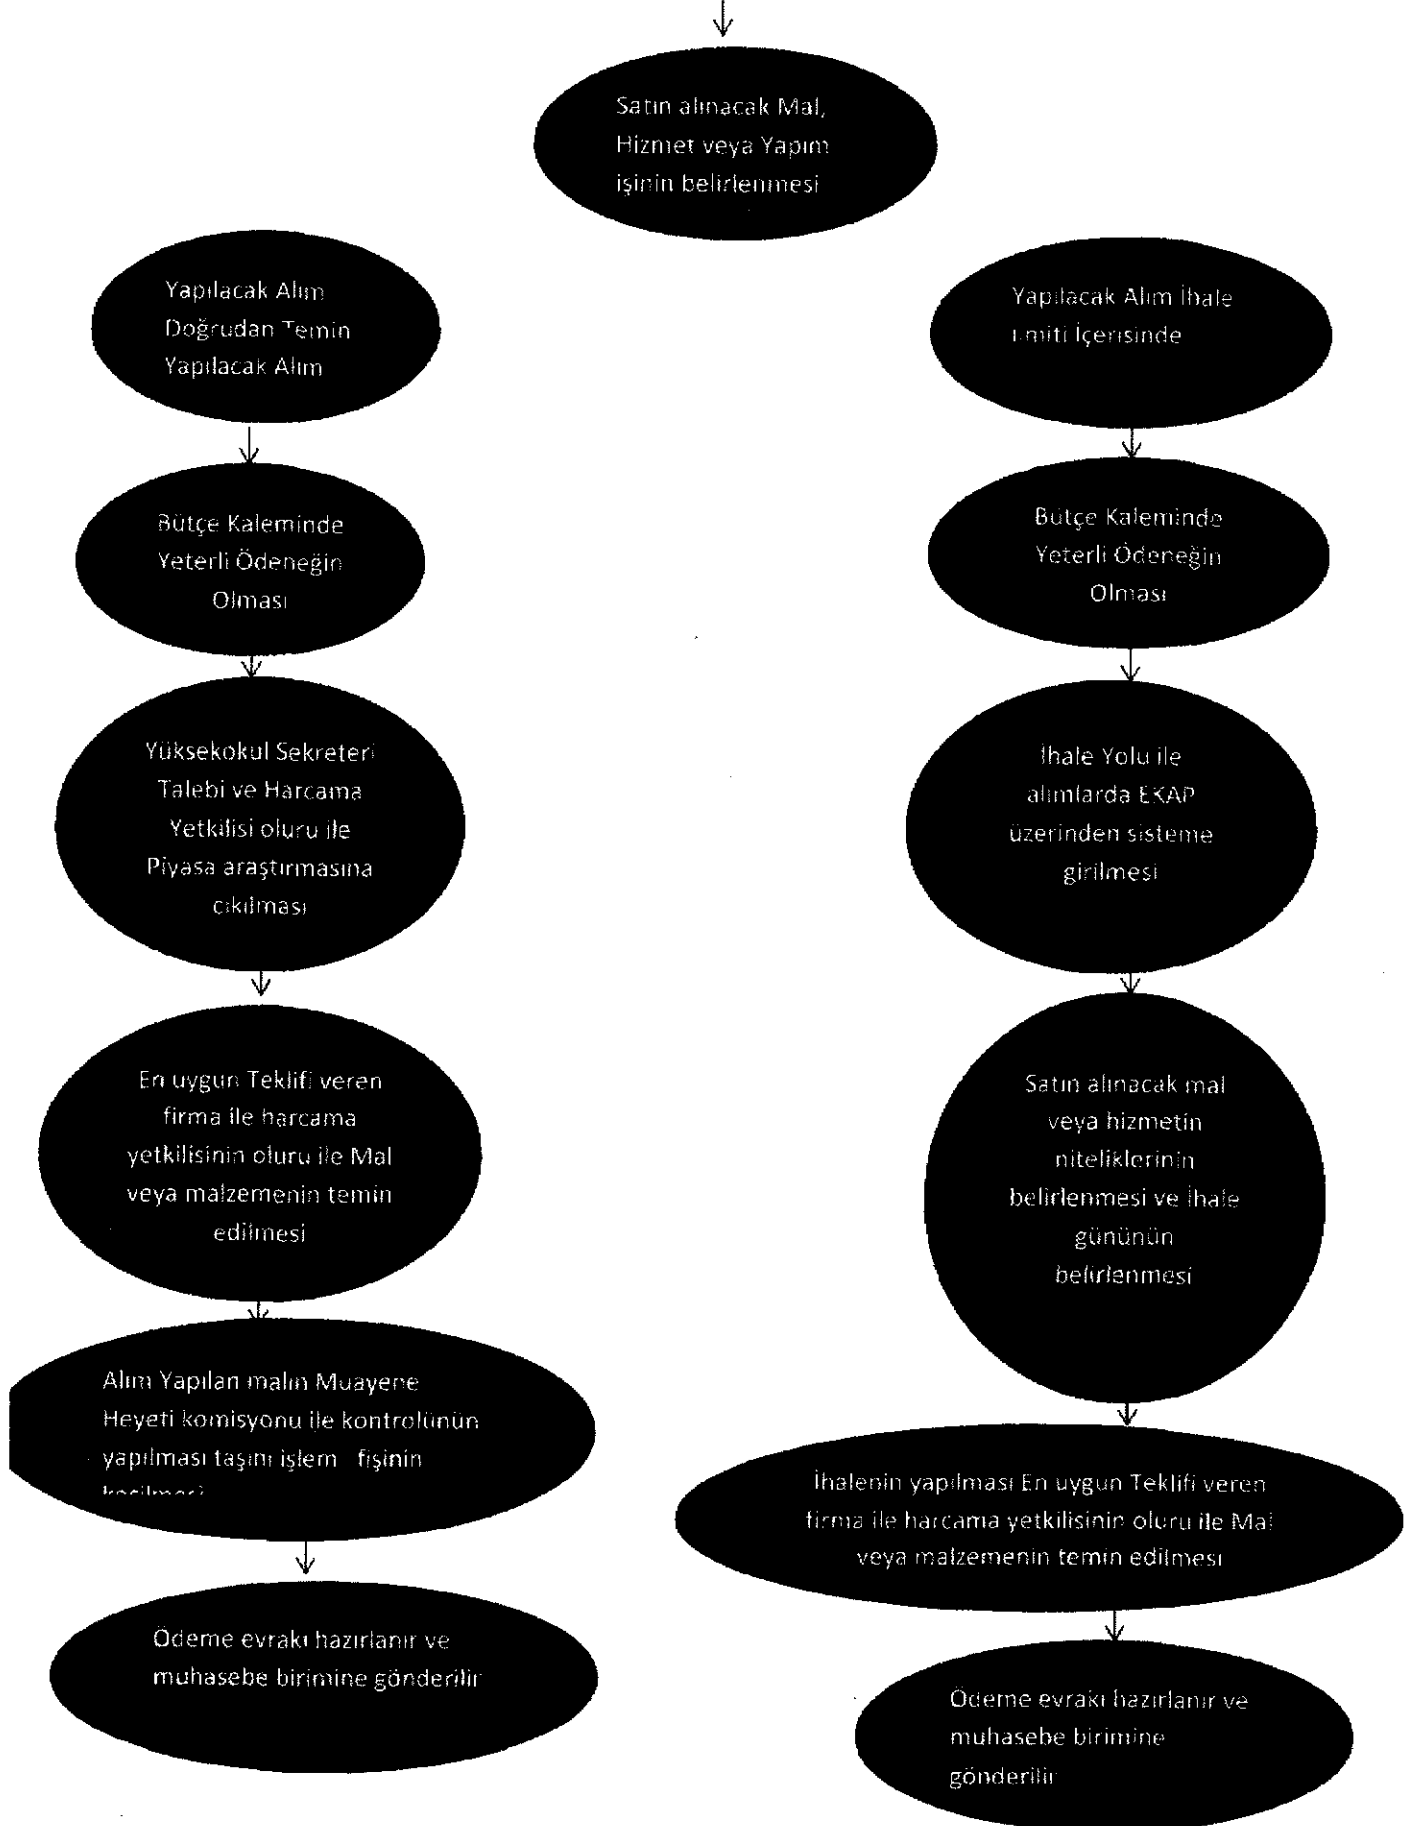 Satın alınacak Mal,
Hizmet veya Yapım
işinin belirlenmesi
Yapılacak Alım
Doğrudan Temin
Yapılacak Alım
Bütçe Kaleminde
Yeterli Ödeneğin
Olması
Yüksekokul Sekreteri
Talebi ve Harcama
Yetkilisi oluru ile
Piyasa araştırmasına
çıkılması
En uygun Teklifi veren
firma ile harcama
yetkilisinin oluru ile Mal
veya malzemenin temin
edilmesi
Alım Yapılan malın Muayene
Heyeti komisyonu ile kontrolünün
yapılması taşını işlem fişinin
Ödeme evrakı hazırlanır ve
muhasebe birimine gönderilir
Yapılacak Alım İhale
Limiti İçerisinde
Bütçe Kaleminde
Yeterli Ödeneğin
Olması
İhale Yolu ile
alımlarda EKAP
üzerinden sisteme
girilmesi
Satın alınacak mal
veya hizmetin
niteliklerinin
belirlenmesi ve İhale
gününün
belirlenmesi
İhalenin yapılması En uygun Teklifi veren
firma ile harcama yetkilisinin oluru ile Mal
veya malzemenin temin edilmesi
Ödeme evrakı hazırlanır ve
muhasebe birimine
gönderilir